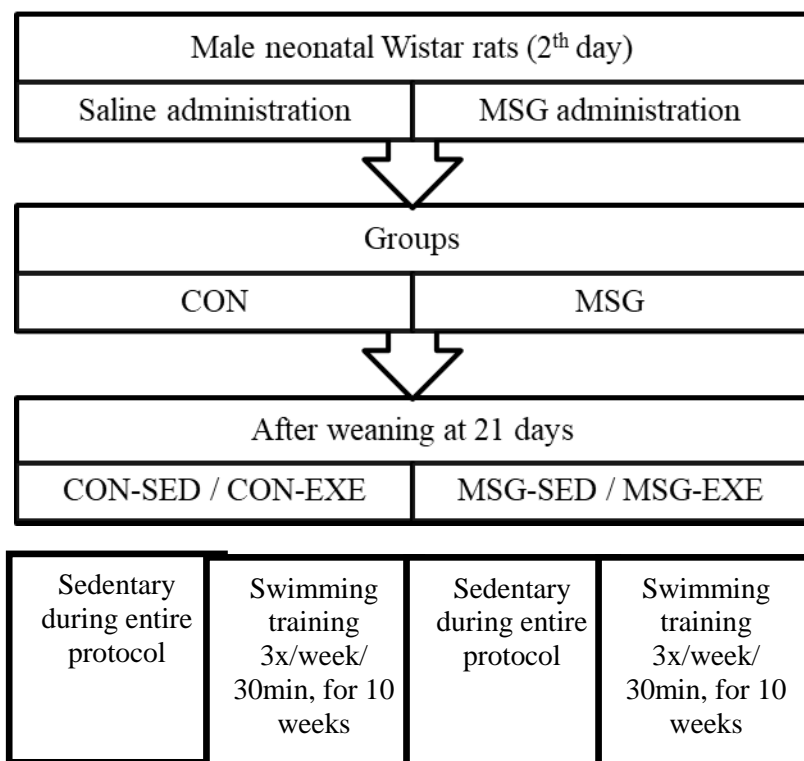 Male neonatal Wistar rats (2th day)
Saline administration
MSG administration
Groups
CON
MSG
After weaning at 21 days
CON-SED / CON-EXE
MSG-SED / MSG-EXE
Sedentary
during entire
protocol
Swimming
training
3x/week/
30min, for 10
weeks
Sedentary
during entire
protocol
Swimming
training
3x/week/
30min, for 10
weeks